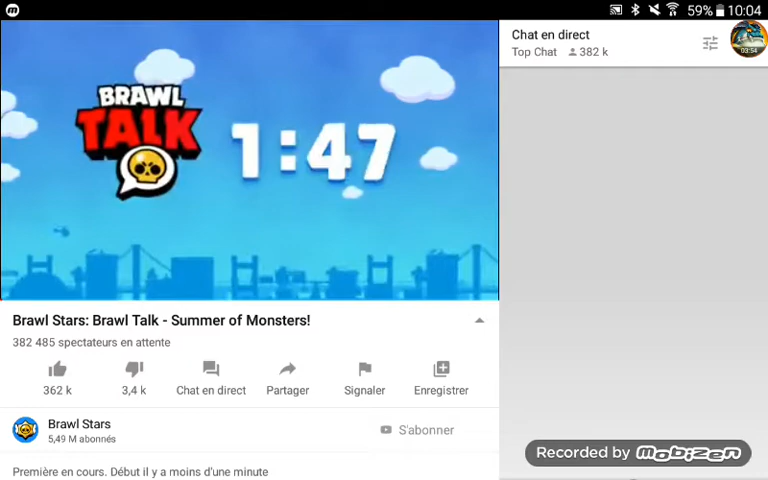 59% 10:04
BRAWL
TALK
1:47
Chat en direct
Top Chat 382 k
03:54
Brawl Stars: Brawl Talk - Summer of Monsters!
382 485 spectateurs en attente
362 k 3,4 k Chat en direct Partager Signaler Enregistrer
Brawl Stars
5,49 M abonnés
S'abonner
Première en cours. Début il y a moins d'une minute
Recorded by mobizen